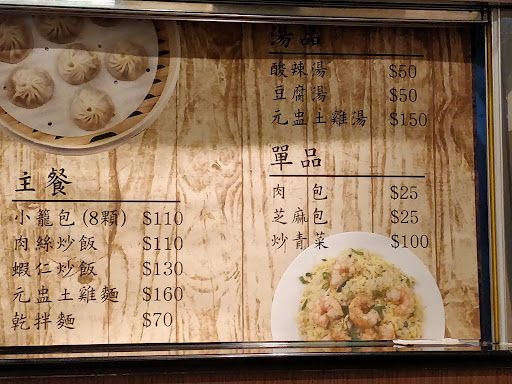 主餐
小籠包(8顆) $110
肉絲炒飯 $110
蝦仁炒飯 $130
元盅土雞麵 $160
乾拌麵 $70
湯品
酸辣湯 $50
豆腐湯 $50
元盅土雞湯 $150
單品
肉 包 $25
芝麻包 $25
炒青菜 $100